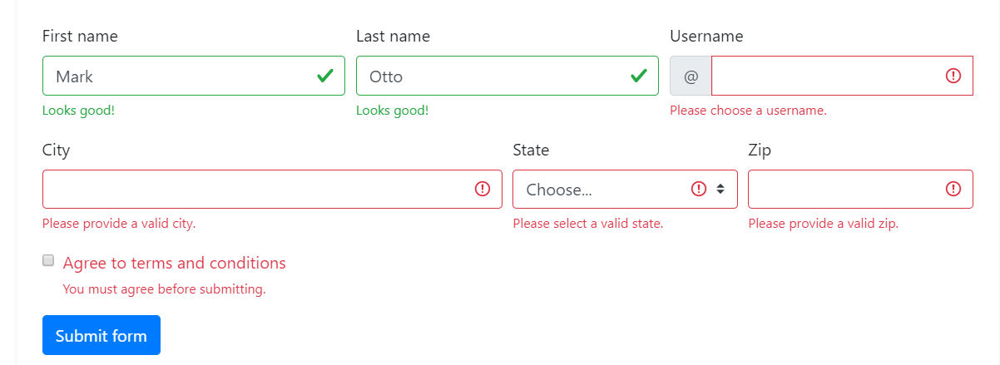 First name Last name Username
Mark Otto @
Looks good! Looks good! Please choose a username.
City State Zip
Choose...
Please provide a valid city. Please select a valid state. Please provide a valid zip.
Agree to terms and conditions
You must agree before submitting.
Submit form